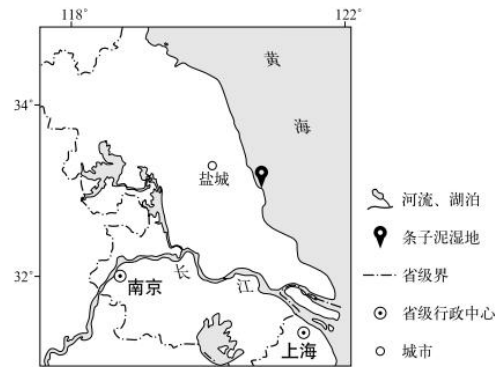 118°
122°
黄
海
34°
盐城
河流、湖泊
条子泥湿地
32°
长
江
南京
省级界
省级行政中心
上海
城市